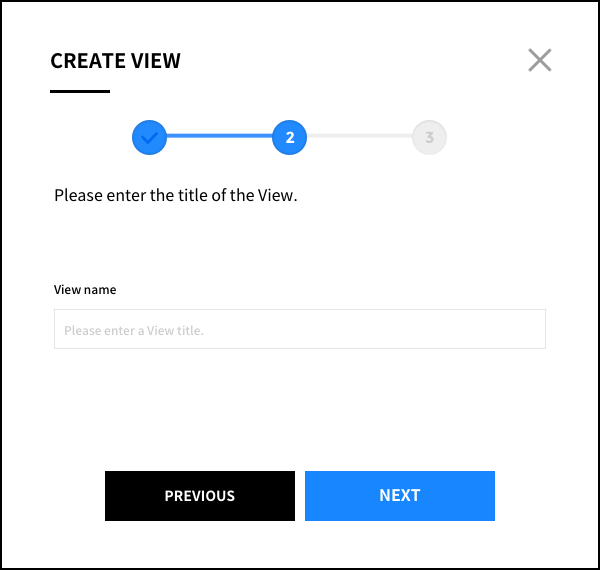 CREATE VIEW
2
3
Please enter the title of the View.
View name
Please enter a View title.
PREVIOUS
NEXT